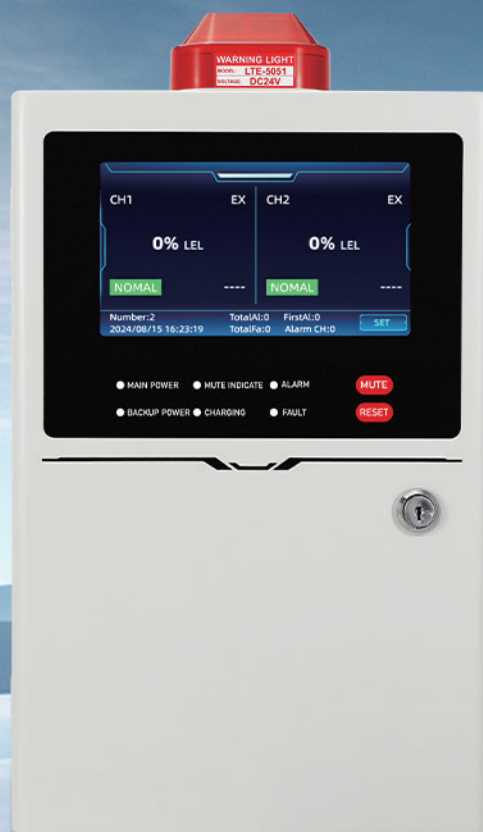 WARNING LIGHT
MODEL: LTE-5051
VOLTAGE: DC24V
CH1 EX CH2 EX
0% LEL 0% LEL
NOMAL ---- NOMAL ----
Number:2 TotalAl:0 FirstAl:0
2024/08/15 16:23:19 TotalFa:0 Alarm CH:0 SET
MAIN POWER MUTE INDICATE ALARM MUTE
BACKUP POWER CHARGING FAULT RESET